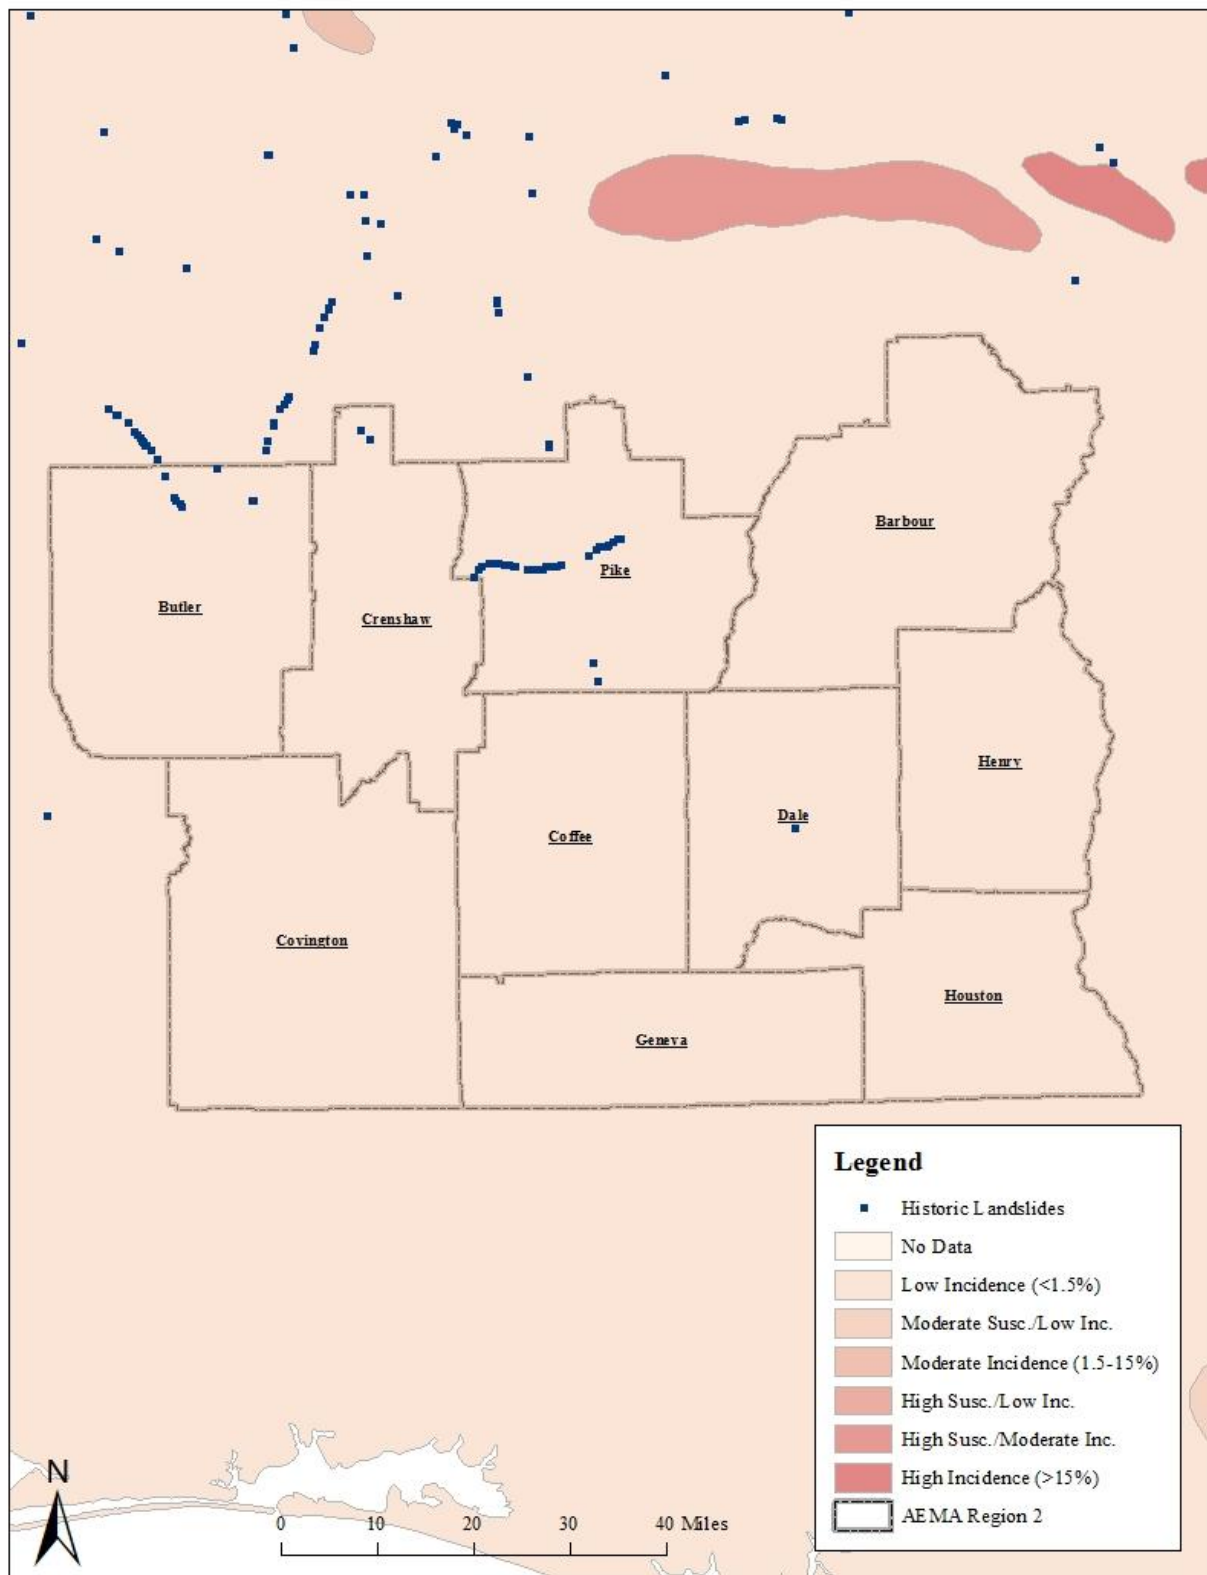 Barbour
Pike
Butler
Crenshaw
Henry
Dale
Coffee
Covington
Houston
Geneva
Legend
Historic Landslides
No Data
Low Incidence (<1.5%)
Moderate Susc./Low Inc.
Moderate Incidence (1.5-15%)
High Susc./Low Inc.
High Susc./Moderate Inc.
High Incidence (>15%)
AEMA Region 2
N
0 10 20 30 40 Miles